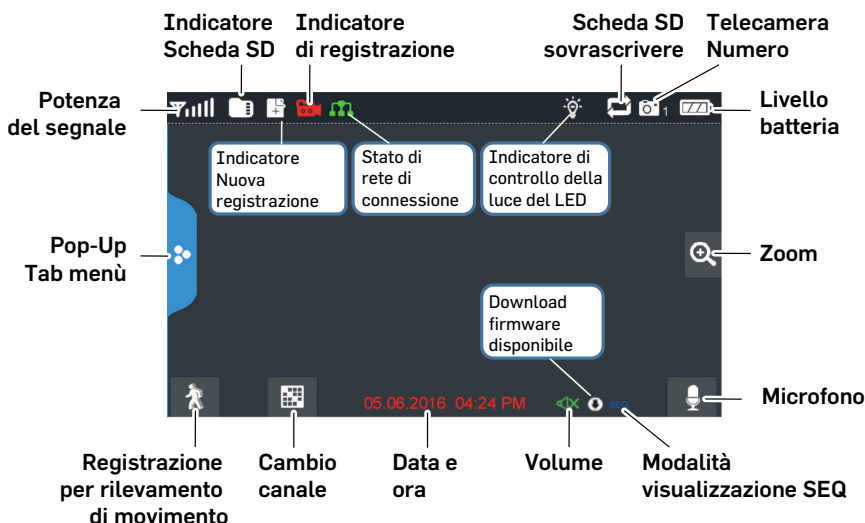 Indicatore
Scheda SD
Indicatore
di registrazione
Scheda SD
sovrascrivere
Telecamera
Numero
Potenza
del segnale
1
Livello
batteria
Indicatore
Nuova
registrazione
Stato di
rete di
connessione
Indicatore di
controllo della
luce del LED
Pop-Up
Tab menù
Zoom
Download
firmware
disponibile
05.06.2016 04:24 PM
SEQ
Microfono
Registrazione
per rilevamento
di movimento
Cambio
canale
Data e
ora
Volume
Modalità
visualizzazione SEQ